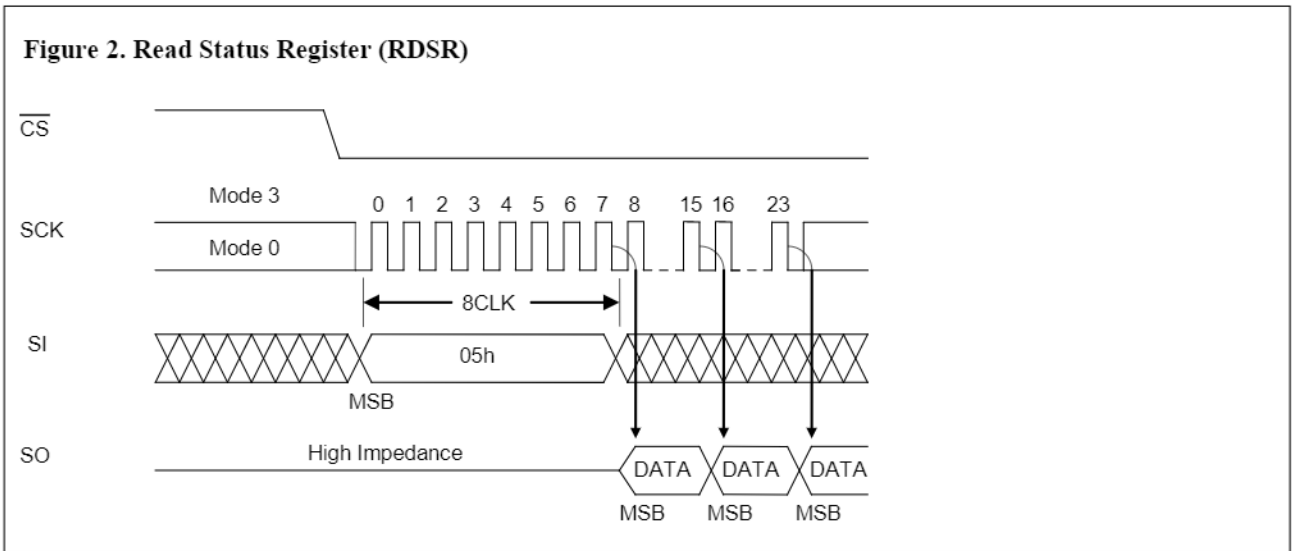 Figure 2. Read Status Register (RDSR)
CS
Mode 3
0 1 2 3 4 5 6 7 8 15 16 23
SCK
Mode 0
8CLK
SI
05h
MSB
High Impedance
SO
DATA DATA DATA
MSB MSB MSB